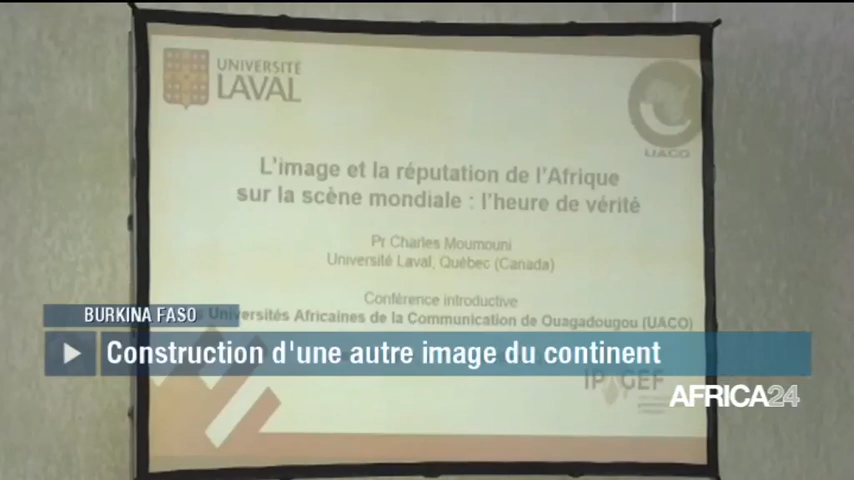 UNIVERSITÉ
LAVAL
UACO
L'image et la réputation de l'Afrique
sur la scène mondiale : l'heure de vérité
Pr Charles Moumouni
Université Laval, Québec (Canada)
Conférence introductive
Universités Africaines de la Communication de Ouagadougou (UACO)
BURKINA FASO
Construction d'une autre image du continent
AFRICA24